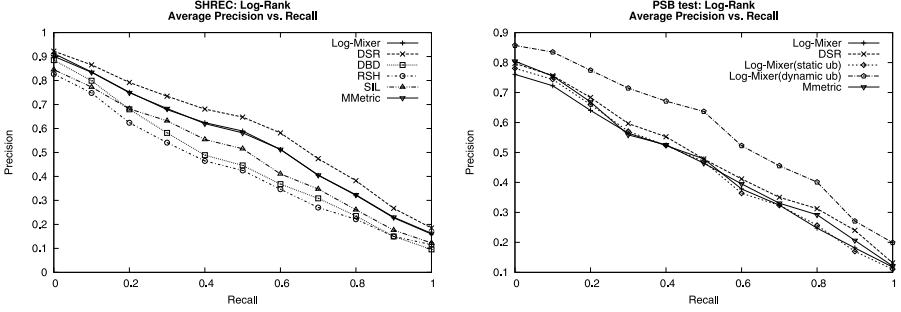 SHREC: Log-Rank
Average Precision vs. Recall
Precision
1
0.9
0.8
0.7
0.6
0.5
0.4
0.3
0.2
0.1
0
Log-Mixer
DSR
DBD
RSH
SIL
MMetric
0
0.2
0.4
0.6
0.8
1
Recall
PSB test: Log-Rank
Average Precision vs. Recall
Precision
0.9
0.8
0.7
0.6
0.5
0.4
0.3
0.2
0.1
Log-Mixer
DSR
Log-Mixer(static ub)
Log-Mixer(dynamic ub)
Mmetric
0
0.2
0.4
0.6
0.8
1
Recall